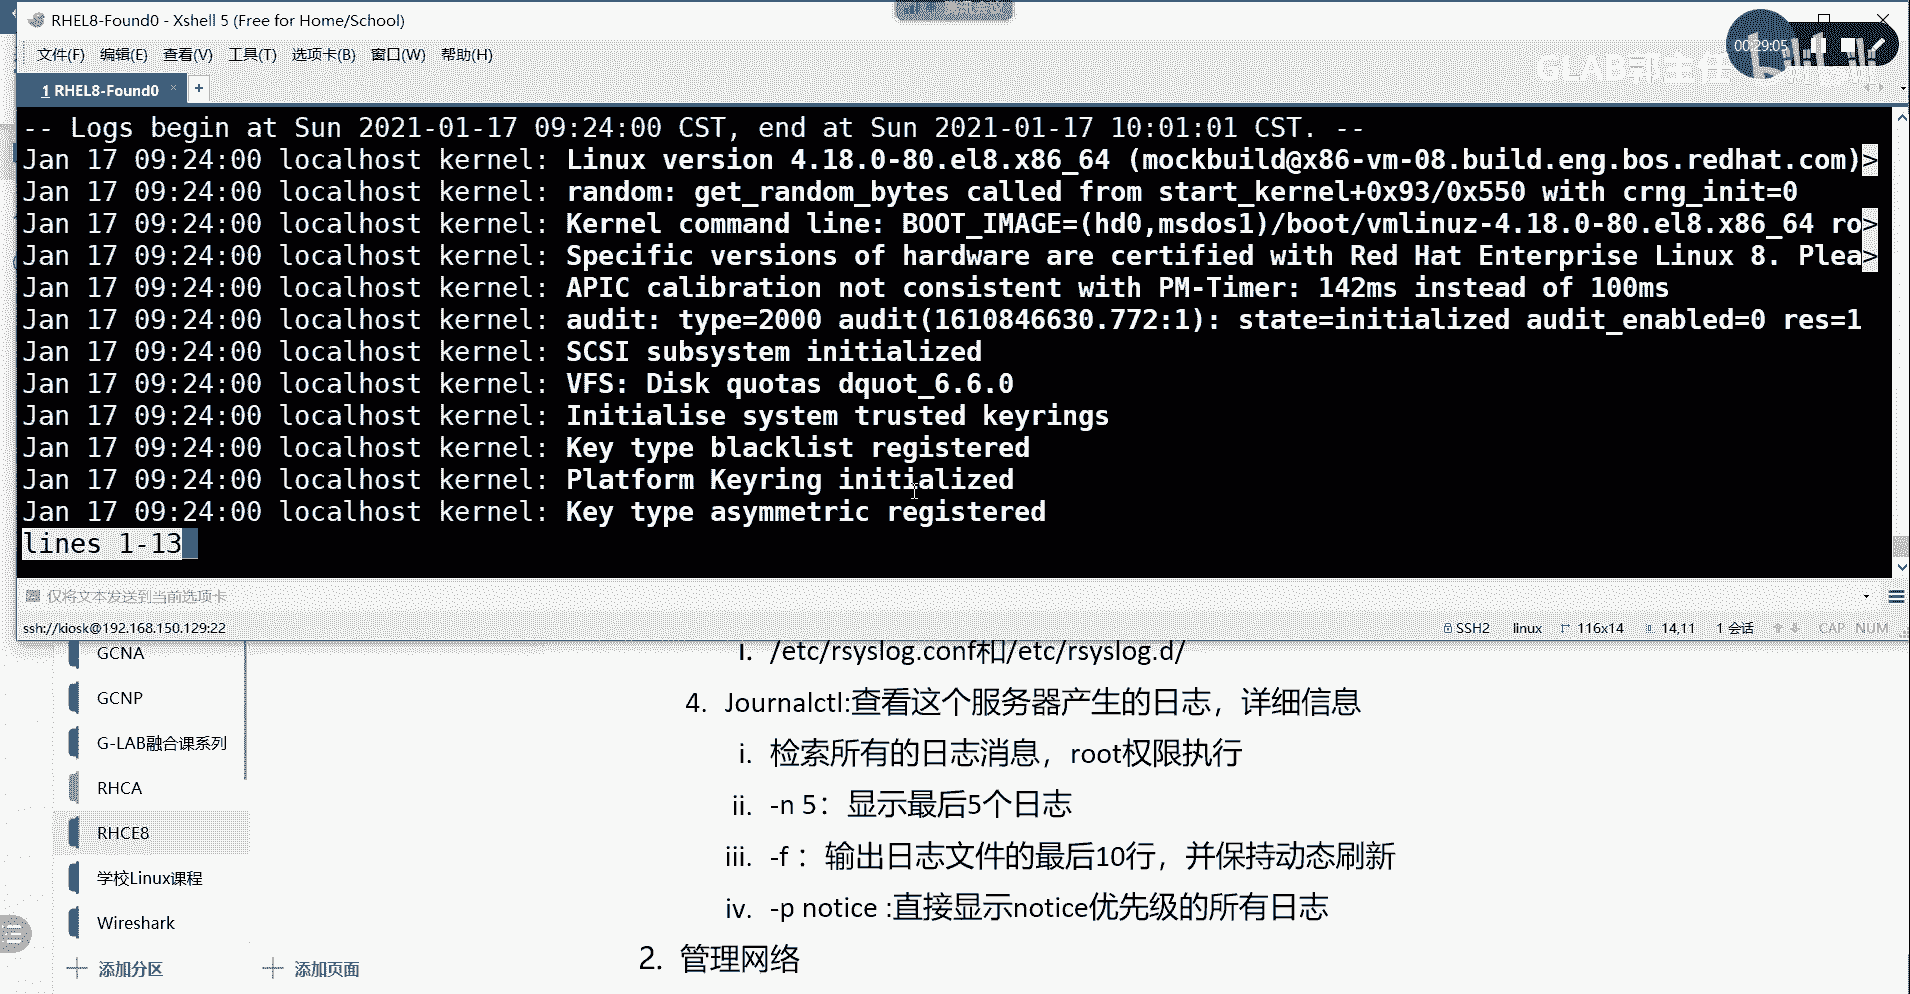 RHEL8-Found0 - Xshell 5 (Free for Home/School)
00:29:05
文件(F) 编辑(E) 查看(V) 工具(T) 选项卡(B) 窗口(W) 帮助(H)
GLAB郭主任
1 RHEL8-Found0 × +
-- Logs begin at Sun 2021-01-17 09:24:00 CST, end at Sun 2021-01-17 10:01:01 CST. --
Jan 17 09:24:00 localhost kernel: Linux version 4.18.0-80.el8.x86_64 (mockbuild@x86-vm-08.build.eng.bos.redhat.com)>
Jan 17 09:24:00 localhost kernel: random: get_random_bytes called from start_kernel+0x93/0x550 with crng_init=0
Jan 17 09:24:00 localhost kernel: Kernel command line: BOOT_IMAGE=(hd0,msdos1)/boot/vmlinuz-4.18.0-80.el8.x86_64 ro>
Jan 17 09:24:00 localhost kernel: Specific versions of hardware are certified with Red Hat Enterprise Linux 8. Plea>
Jan 17 09:24:00 localhost kernel: APIC calibration not consistent with PM-Timer: 142ms instead of 100ms
Jan 17 09:24:00 localhost kernel: audit: type=2000 audit(1610846630.772:1): state=initialized audit_enabled=0 res=1
Jan 17 09:24:00 localhost kernel: SCSI subsystem initialized
Jan 17 09:24:00 localhost kernel: VFS: Disk quotas dquot_6.6.0
Jan 17 09:24:00 localhost kernel: Initialise system trusted keyrings
Jan 17 09:24:00 localhost kernel: Key type blacklist registered
Jan 17 09:24:00 localhost kernel: Platform Keyring initialized
Jan 17 09:24:00 localhost kernel: Key type asymmetric registered
lines 1-13
仅将文本发送到当前选项卡
ssh://kiosk@192.168.150.129:22 SSH2 linux 116x14 14,11 1 会话 CAP NUM
GCNA
GCNP
G-LAB融合课系列
RHCA
RHCE8
学校Linux课程
Wireshark
添加分区 添加页面
i. /etc/rsyslog.conf和/etc/rsyslog.d/
4. Journalctl:查看这个服务器产生的日志，详细信息
i. 检索所有的日志消息，root权限执行
ii. -n 5：显示最后5个日志
iii. -f ：输出日志文件的最后10行，并保持动态刷新
iv. -p notice :直接显示notice优先级的所有日志
2. 管理网络